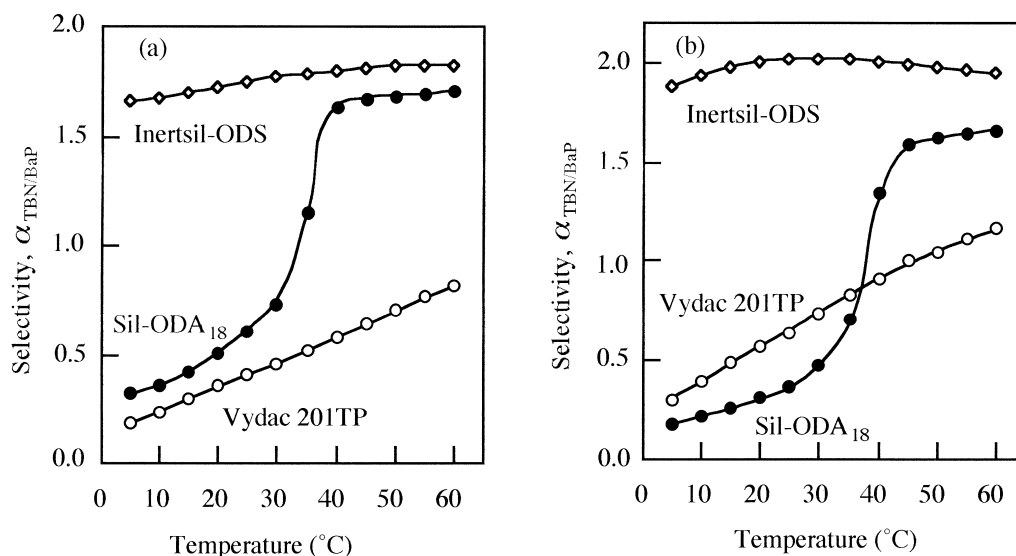 (a)
Selectivity, α TBN/BaP
2.0
1.5
1.0
0.5
0.0
Inertsil-ODS
Sil-ODA18
Vydac 201TP
0 10 20 30 40 50 60
Temperature (°C)
(b)
Selectivity, α TBN/BaP
2.0
1.5
1.0
0.5
0.0
Inertsil-ODS
Vydac 201TP
Sil-ODA18
0 10 20 30 40 50 60
Temperature (°C)